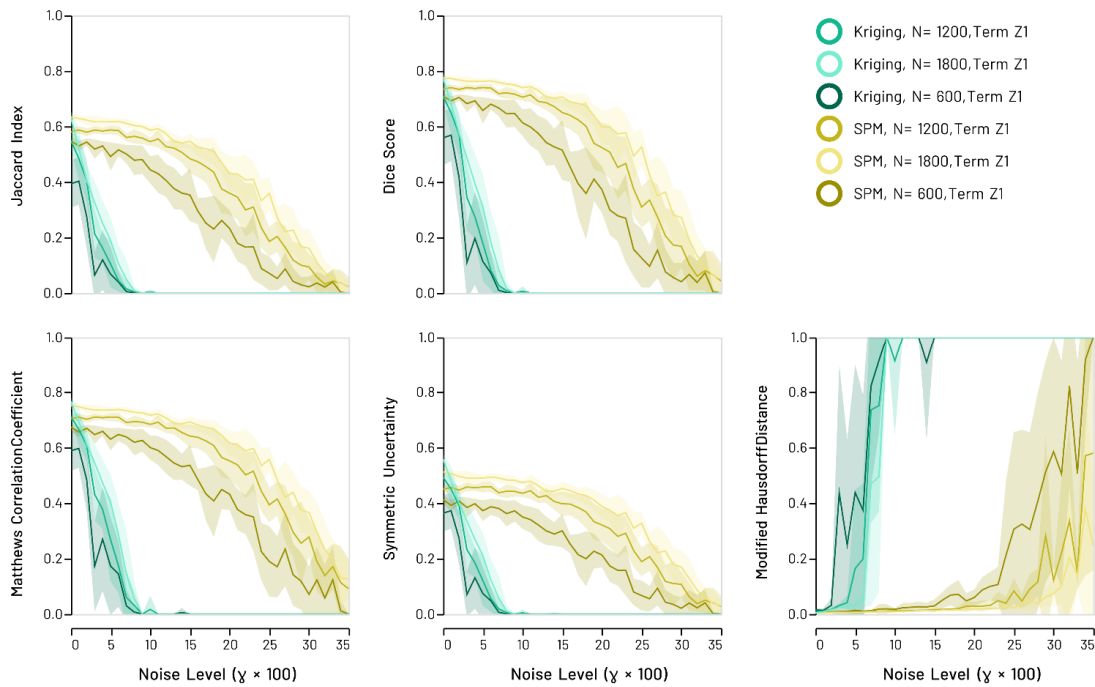 1.0
0.8
0.6
0.4
0.2
0.0
Jaccard Index
1.0
0.8
0.6
0.4
0.2
0.0
Dice Score
Kriging, N= 1200,Term Z1
Kriging, N= 1800,Term Z1
Kriging, N= 600,Term Z1
SPM, N= 1200,Term Z1
SPM, N= 1800,Term Z1
SPM, N= 600,Term Z1
1.0
0.8
0.6
0.4
0.2
0.0
Matthews CorrelationCoefficient
0 5 10 15 20 25 30 35
Noise Level (ɣ × 100)
1.0
0.8
0.6
0.4
0.2
0.0
Symmetric Uncertainty
0 5 10 15 20 25 30 35
Noise Level (ɣ × 100)
1.0
0.8
0.6
0.4
0.2
0.0
Modified HausdorffDistance
0 5 10 15 20 25 30 35
Noise Level (ɣ × 100)